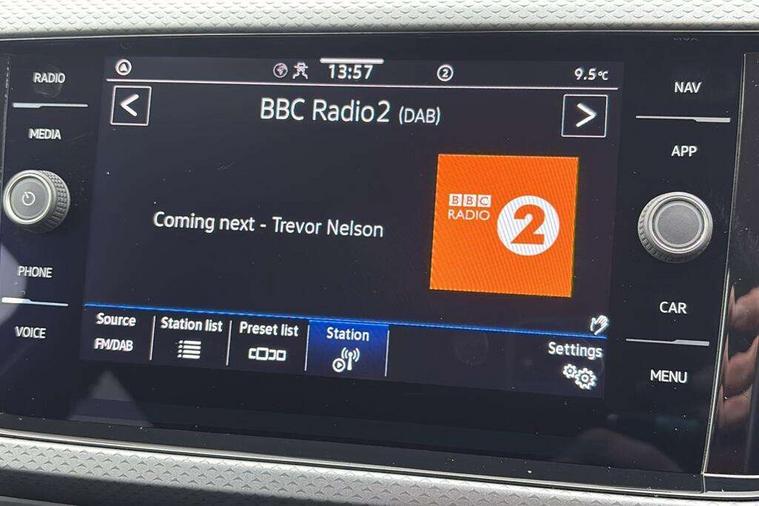 RADIO
MEDIA
PHONE
VOICE
13:57
2
9.5°C
<
BBC Radio2 (DAB)
>
Coming next - Trevor Nelson
BBC
RADIO
2
Source
FM/DAB
Station list
Preset list
Station
Settings
NAV
APP
CAR
MENU